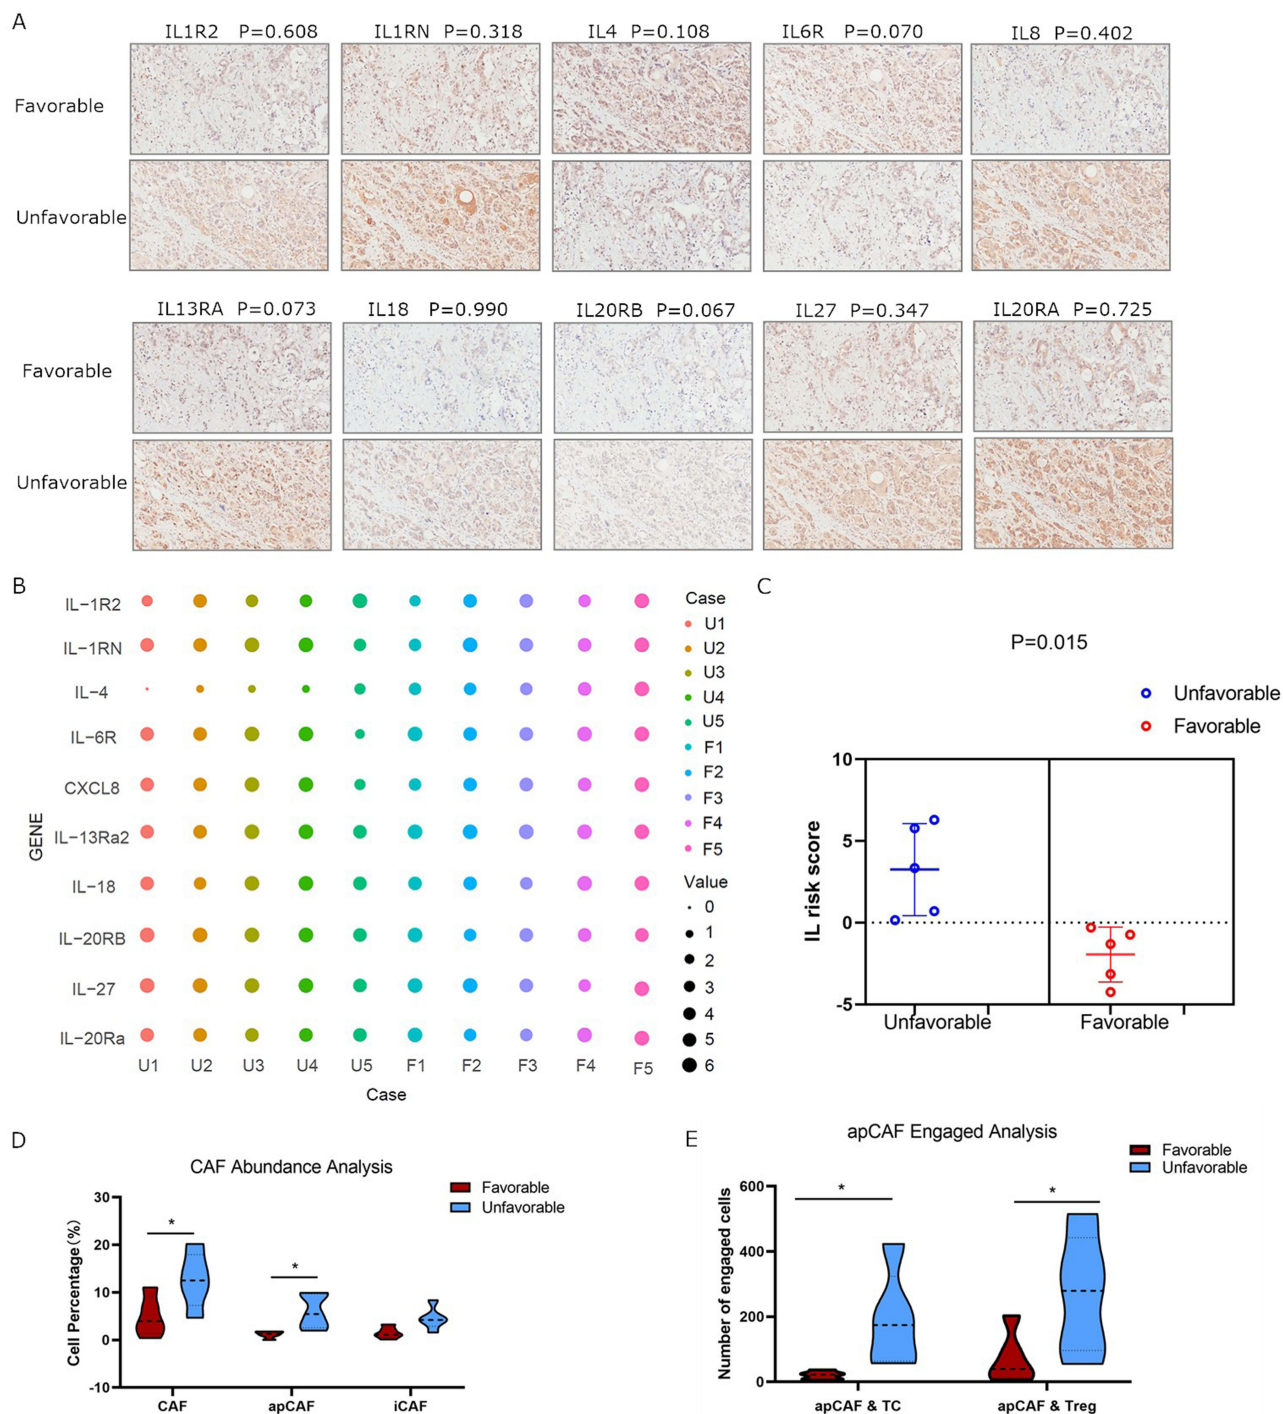 A
IL1R2 P=0.608 IL1RN P=0.318 IL4 P=0.108 IL6R P=0.070 IL8 P=0.402
Favorable
Unfavorable
IL13RA P=0.073 IL18 P=0.990 IL20RB P=0.067 IL27 P=0.347 IL20RA P=0.725
Favorable
Unfavorable
B
GENE
IL−1R2
IL−1RN
IL−4
IL−6R
CXCL8
IL−13Ra2
IL−18
IL−20RB
IL−27
IL−20Ra
U1 U2 U3 U4 U5 F1 F2 F3 F4 F5
Case
Case
U1
U2
U3
U4
U5
F1
F2
F3
F4
F5
Value
0
1
2
3
4
5
6
C
P=0.015
Unfavorable
Favorable
IL risk score
10
5
0
-5
Unfavorable Favorable
D
CAF Abundance Analysis
Favorable
Unfavorable
Cell Percentage(%)
30
20
10
0
-10
*
*
CAF apCAF iCAF
E
apCAF Engaged Analysis
Favorable
Unfavorable
Number of engaged cells
600
400
200
0
*
*
apCAF & TC apCAF & Treg